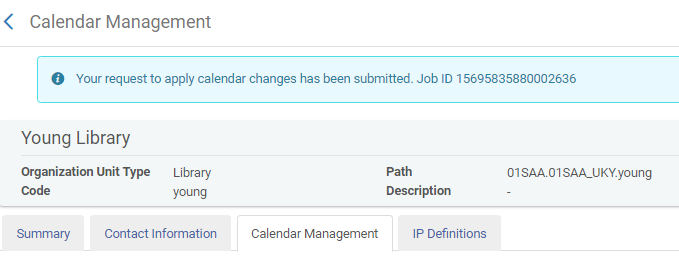 Calendar Management
Your request to apply calendar changes has been submitted. Job ID 15695835880002636
Young Library
Organization Unit Type Library Path 01SAA.01SAA_UKY.young
Code young Description -
Summary Contact Information Calendar Management IP Definitions